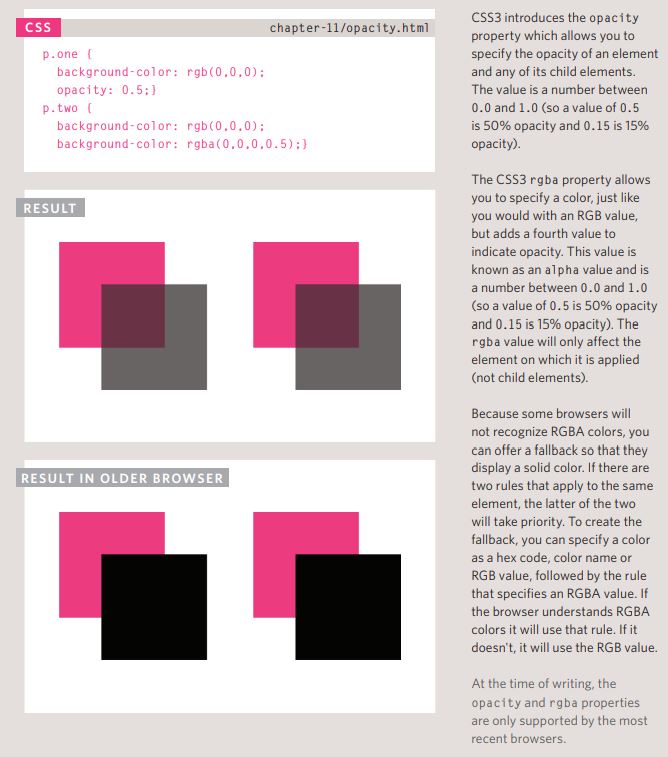 CSS
chapter-11/opacity.html
p.one {
background-color: rgb(0,0,0);
opacity: 0.5;}
p.two {
background-color: rgb(0,0,0);
background-color: rgba(0,0,0,0.5);}
RESULT
RESULT IN OLDER BROWSER
CSS3 introduces the opacity
property which allows you to
specify the opacity of an element
and any of its child elements.
The value is a number between
0.0 and 1.0 (so a value of 0.5
is 50% opacity and 0.15 is 15%
opacity).
The CSS3 rgba property allows
you to specify a color, just like
you would with an RGB value,
but adds a fourth value to
indicate opacity. This value is
known as an alpha value and is
a number between 0.0 and 1.0
(so a value of 0.5 is 50% opacity
and 0.15 is 15% opacity). The
rgba value will only affect the
element on which it is applied
(not child elements).
Because some browsers will
not recognize RGBA colors, you
can offer a fallback so that they
display a solid color. If there are
two rules that apply to the same
element, the latter of the two
will take priority. To create the
fallback, you can specify a color
as a hex code, color name or
RGB value, followed by the rule
that specifies an RGBA value. If
the browser understands RGBA
colors it will use that rule. If it
doesn't, it will use the RGB value.
At the time of writing, the
opacity and rgba properties
are only supported by the most
recent browsers.